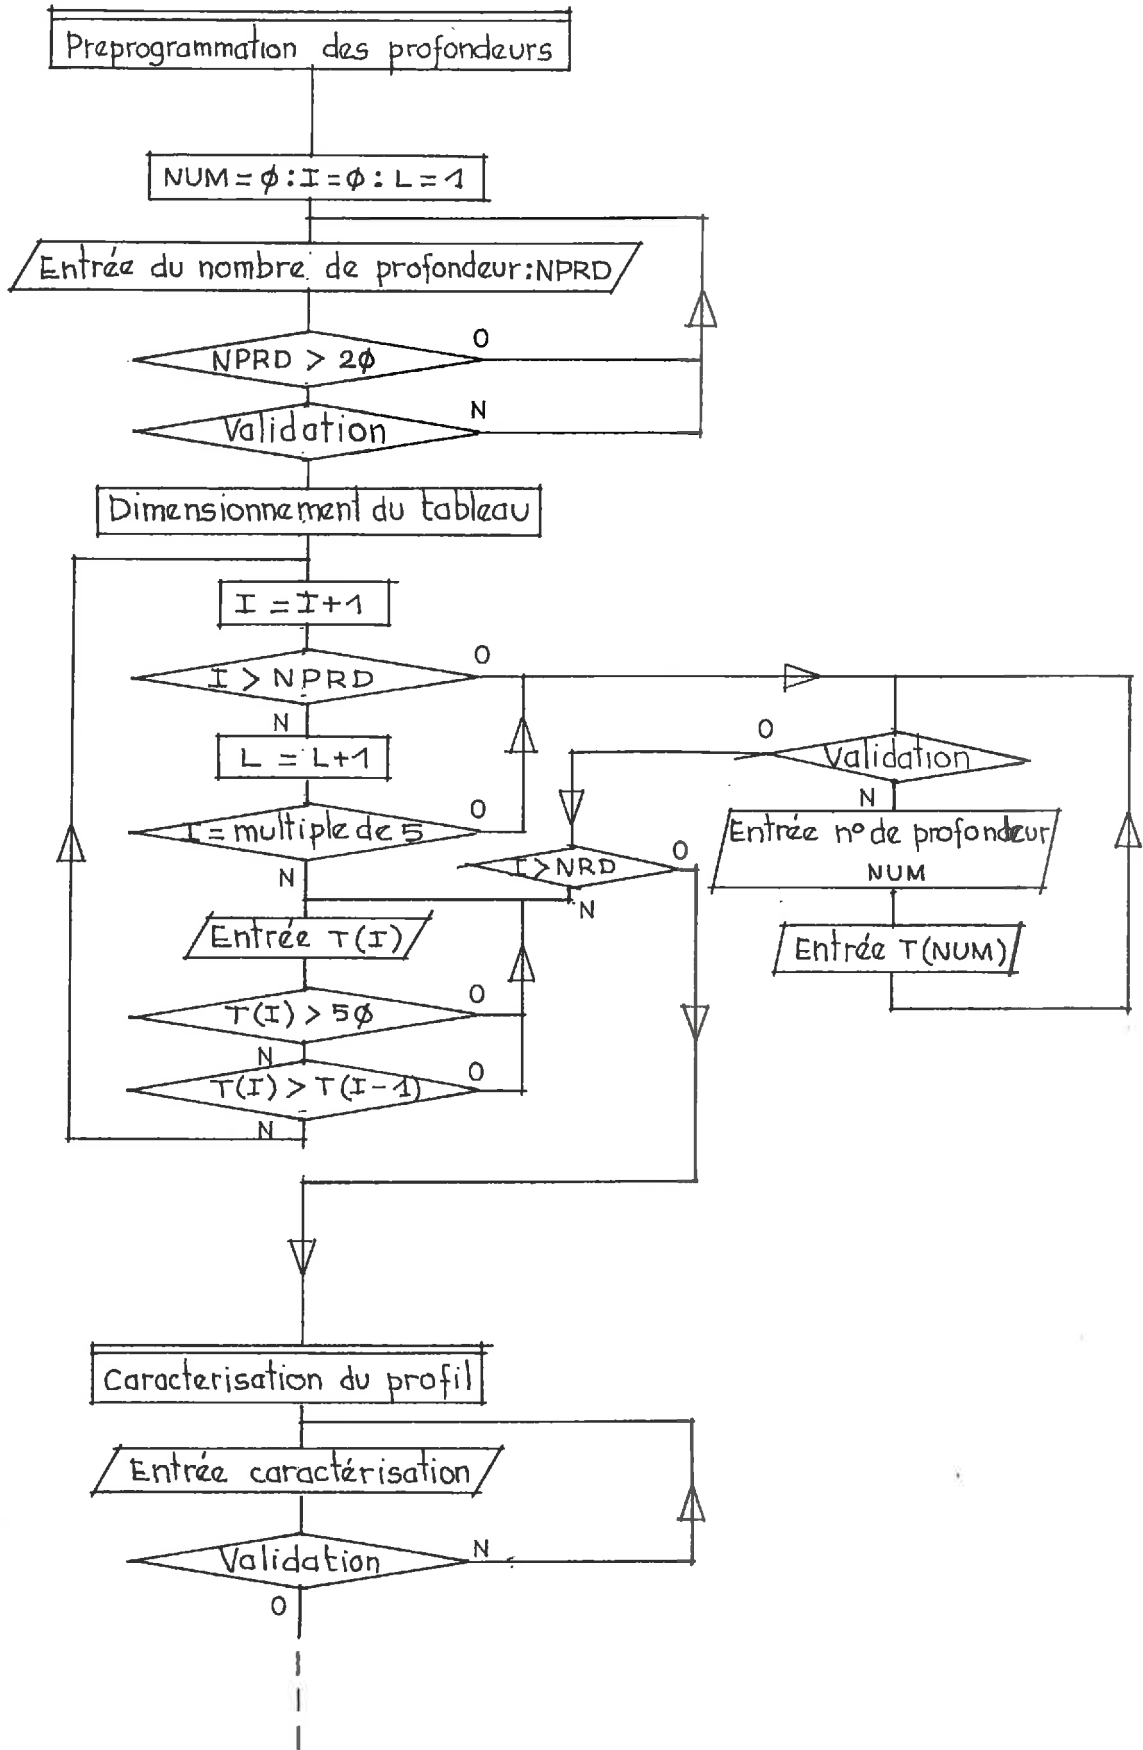 Preprogrammation des profondeurs
NUM = ø : I = ø : L = 1
Entrée du nombre de profondeur : NPRD
NPRD > 2ø
O
Validation
N
Dimensionnement du tableau
I = I + 1
I > NPRD
O
N
L = L + 1
I = multiple de 5
O
N
Validation
O
N
Entrée n° de profondeur
NUM
Entrée T(NUM)
I > NRD
O
N
Entrée T(I)
T(I) > 5ø
O
N
T(I) > T(I-1)
O
N
Caracterisation du profil
Entrée caractérisation
Validation
N
O